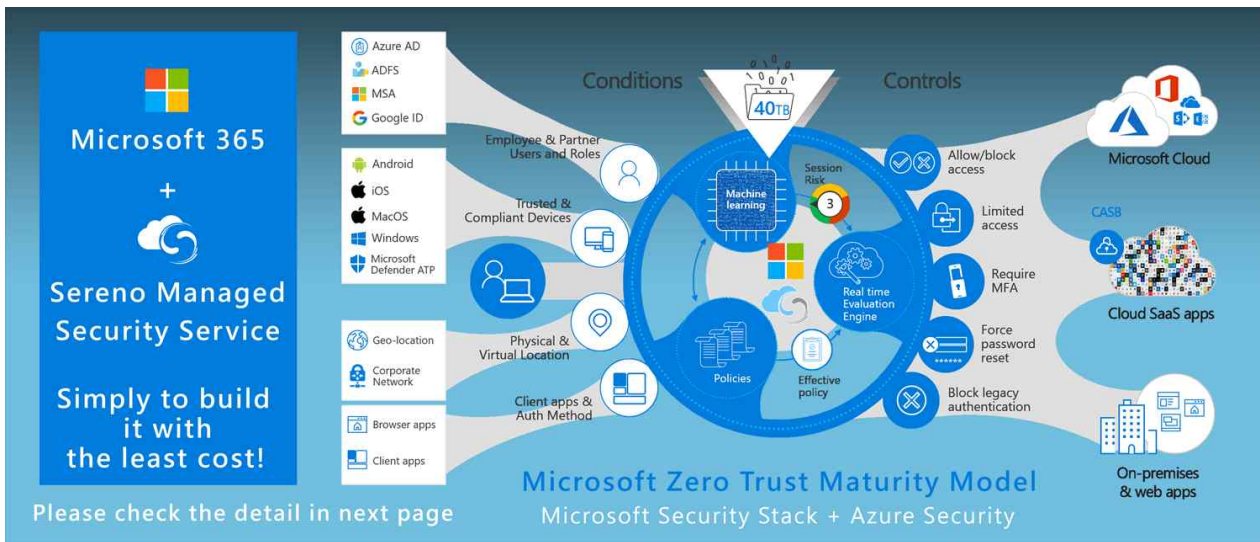 Microsoft 365
+
Sereno Managed
Security Service
Simply to build
it with
the least cost!
Please check the detail in next page
Azure AD
ADFS
MSA
Google ID
Android
iOS
MacOS
Windows
Microsoft
Defender ATP
Geo-location
Corporate
Network
Browser apps
Client apps
Conditions
Employee & Partner
Users and Roles
Trusted &
Compliant Devices
Physical &
Virtual Location
Client apps &
Auth Method
40TB
Machine
learning
Session
Risk
3
Real time
Evaluation
Engine
Policies
Effective
policy
Controls
Allow/block
access
Limited
access
Require
MFA
Force
password
reset
Block legacy
authentication
Microsoft Cloud
CASB
Cloud SaaS apps
On-premises
& web apps
Microsoft Zero Trust Maturity Model
Microsoft Security Stack + Azure Security